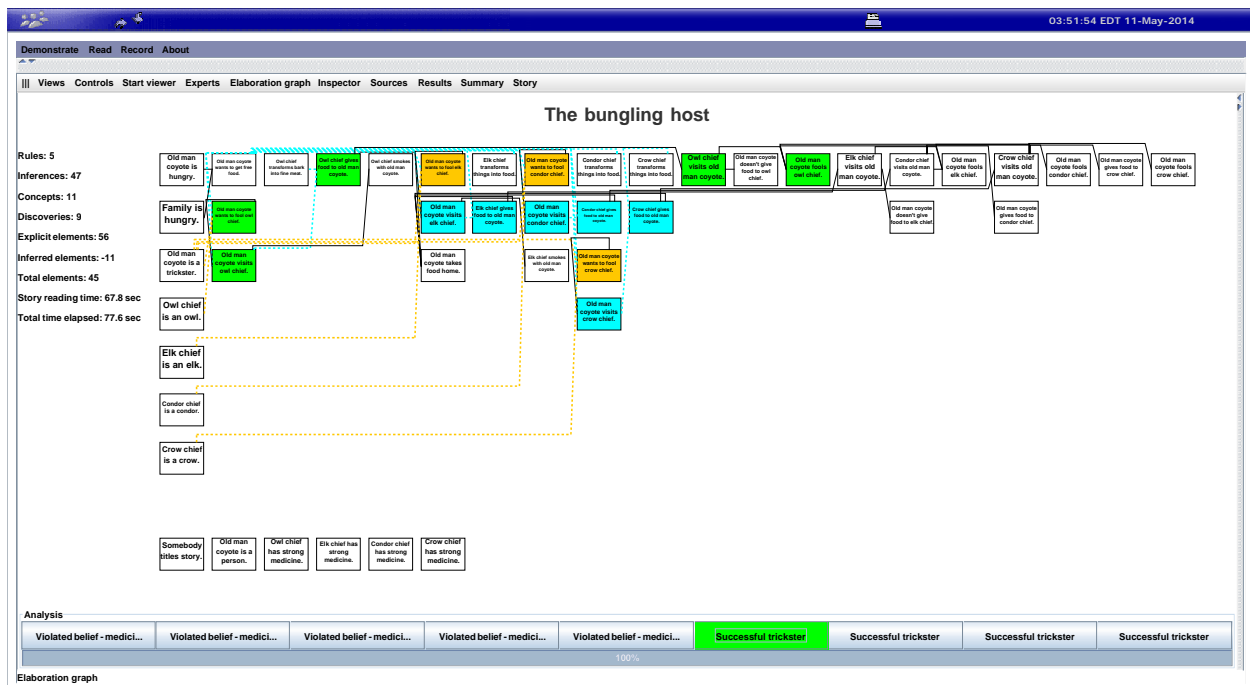 03:51:54 EDT 11-May-2014
Demonstrate Read Record About
||| Views Controls Start viewer Experts Elaboration graph Inspector Sources Results Summary Story
The bungling host
Rules: 5
Inferences: 47
Concepts: 11
Discoveries: 9
Explicit elements: 56
Inferred elements: -11
Total elements: 45
Story reading time: 67.8 sec
Total time elapsed: 77.6 sec
Old man
coyote is
hungry.
Old man coyote
wants to get free
food.
Owl chief
transforms bark
into fine meat.
Owl chief gives
food to old man
coyote.
Owl chief smokes
with old man
coyote.
Old man coyote
wants to fool elk
chief.
Elk chief
transforms
things into food.
Old man coyote
wants to fool
condor chief.
Condor chief
transforms
things into food.
Crow chief
transforms
things into food.
Owl chief
visits old
man coyote.
Old man coyote
doesn't give
food to owl
chief.
Old man
coyote fools
owl chief.
Elk chief
visits old
man coyote.
Condor chief
visits old man
coyote.
Old man
coyote fools
elk chief.
Crow chief
visits old
man coyote.
Old man
coyote fools
condor chief.
Old man coyote
gives food to
crow chief.
Old man
coyote fools
crow chief.
Family is
hungry.
Old man coyote
wants to fool owl
chief.
Old man
coyote visits
elk chief.
Elk chief gives
food to old man
coyote.
Old man
coyote visits
condor chief.
Condor chief gives
food to old man
coyote.
Crow chief gives
food to old man
coyote.
Old man
coyote doesn't
give food to
elk chief.
Old man coyote
gives food to
condor chief.
Old man
coyote is a
trickster.
Old man
coyote visits
owl chief.
Old man
coyote takes
food home.
Elk chief smokes
with old man
coyote.
Old man coyote
wants to fool
crow chief.
Owl chief
is an owl.
Old man
coyote visits
crow chief.
Elk chief
is an elk.
Condor chief
is a condor.
Crow chief
is a crow.
Somebody
titles story.
Old man
coyote is a
person.
Owl chief
has strong
medicine.
Elk chief has
strong
medicine.
Condor chief
has strong
medicine.
Crow chief
has strong
medicine.
Analysis
Violated belief - medici... Violated belief - medici... Violated belief - medici... Violated belief - medici... Violated belief - medici... Successful trickster Successful trickster Successful trickster Successful trickster
100%
Elaboration graph